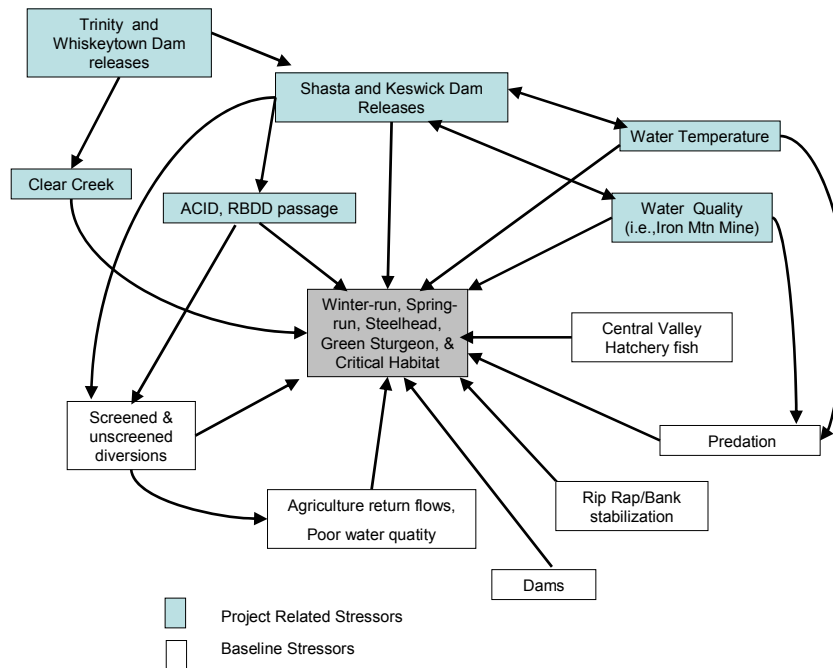 Trinity and
Whiskeytown Dam
releases
Shasta and Keswick Dam
Releases
Water Temperature
Clear Creek
ACID, RBDD passage
Water Quality
(i.e.,Iron Mtn Mine)
Winter-run, Spring-
run, Steelhead,
Green Sturgeon, &
Critical Habitat
Central Valley
Hatchery fish
Screened &
unscreened
diversions
Predation
Agriculture return flows,
Poor water quatity
Rip Rap/Bank
stabilization
Dams
Project Related Stressors
Baseline Stressors